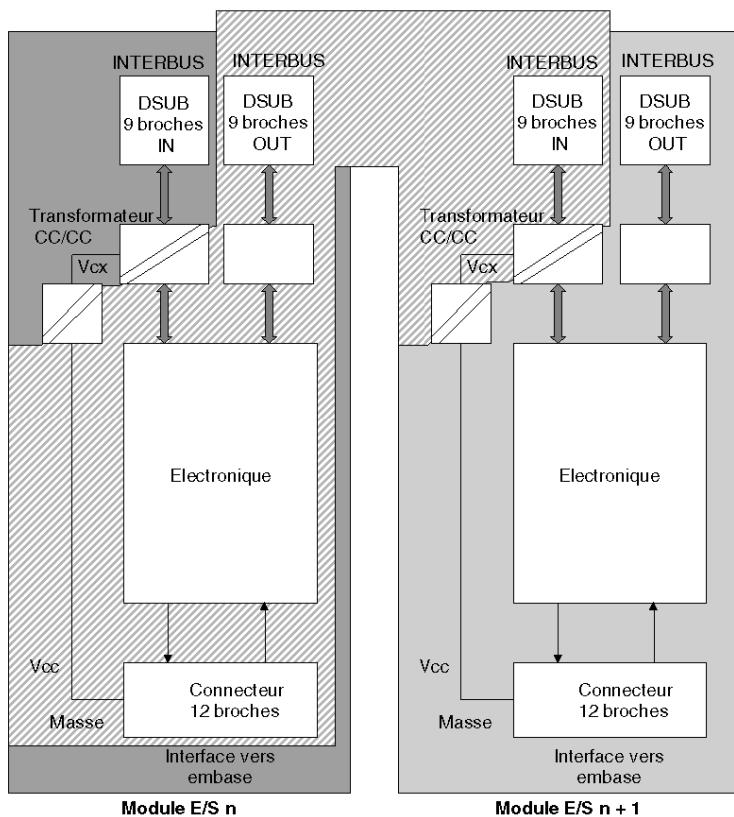 INTERBUS
INTERBUS
DSUB
9 broches
IN
DSUB
9 broches
OUT
Transformateur
CC/CC
Vcx
Electronique
Vcc
Masse
Connecteur
12 broches
Interface vers
embase
Module E/S n
INTERBUS
INTERBUS
DSUB
9 broches
IN
DSUB
9 broches
OUT
Transformateur
CC/CC
Vcx
Electronique
Vcc
Masse
Connecteur
12 broches
Interface vers
embase
Module E/S n + 1